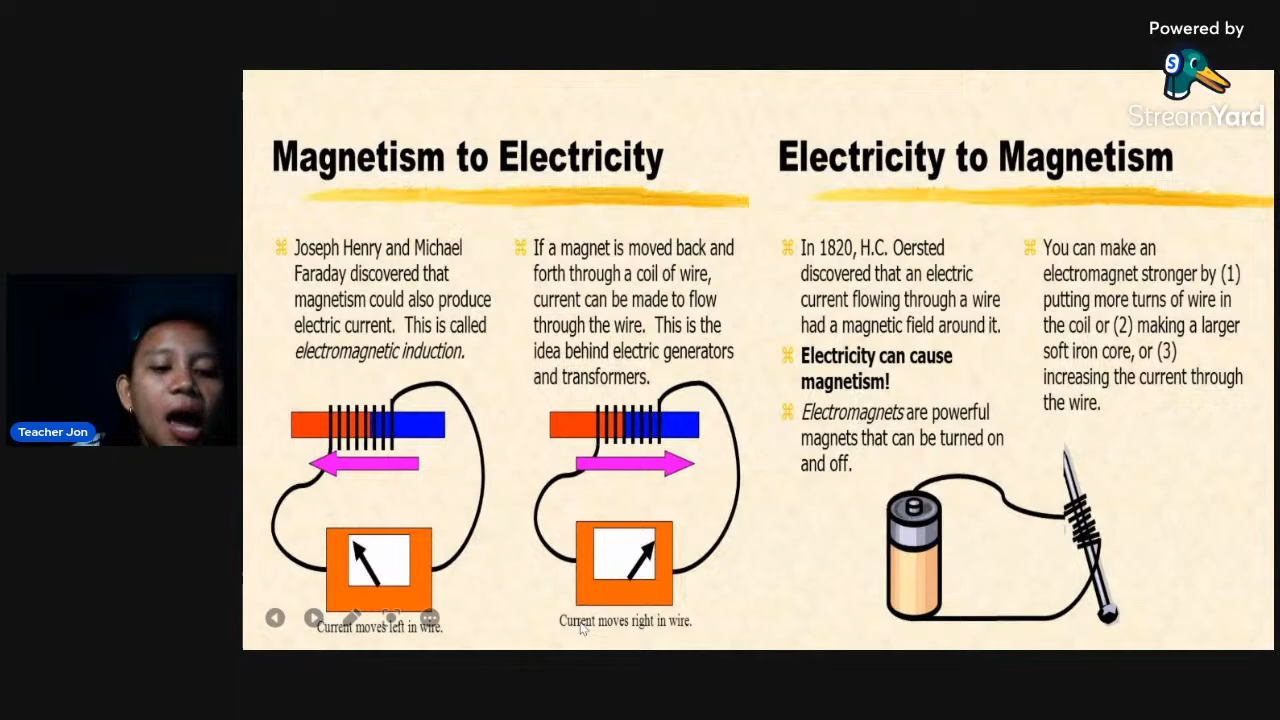 Powered by
S
StreamYard
Magnetism to Electricity
⌘ Joseph Henry and Michael
Faraday discovered that
magnetism could also produce
electric current. This is called
electromagnetic induction.
⌘ If a magnet is moved back and
forth through a coil of wire,
current can be made to flow
through the wire. This is the
idea behind electric generators
and transformers.
Current moves left in wire.
Current moves right in wire.
Electricity to Magnetism
⌘ In 1820, H.C. Oersted
discovered that an electric
current flowing through a wire
had a magnetic field around it.
⌘ Electricity can cause
magnetism!
⌘ Electromagnets are powerful
magnets that can be turned on
and off.
⌘ You can make an
electromagnet stronger by (1)
putting more turns of wire in
the coil or (2) making a larger
soft iron core, or (3)
increasing the current through
the wire.
Teacher Jon